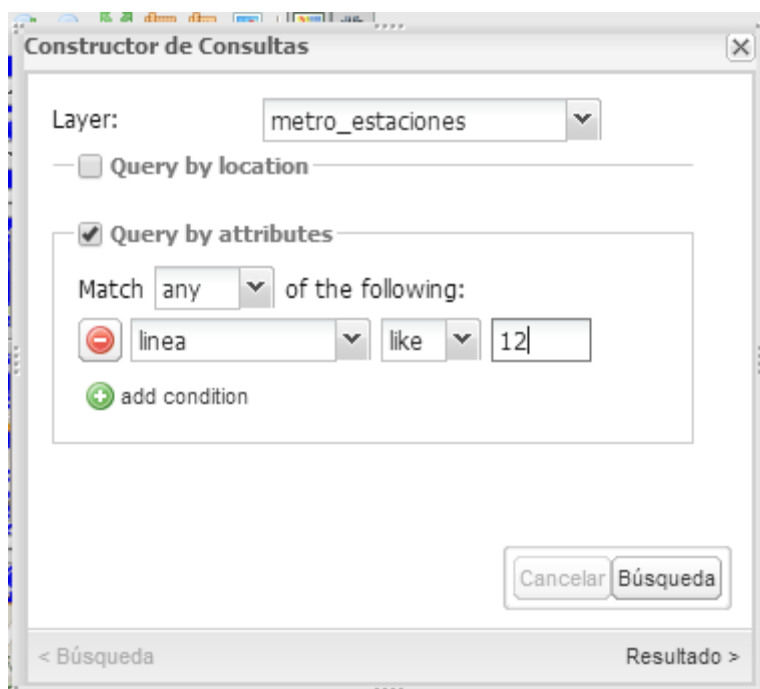 Constructor de Consultas
Layer: metro_estaciones
Query by location
Query by attributes
Match any of the following:
linea like 12
add condition
Cancelar Búsqueda
< Búsqueda Resultado >